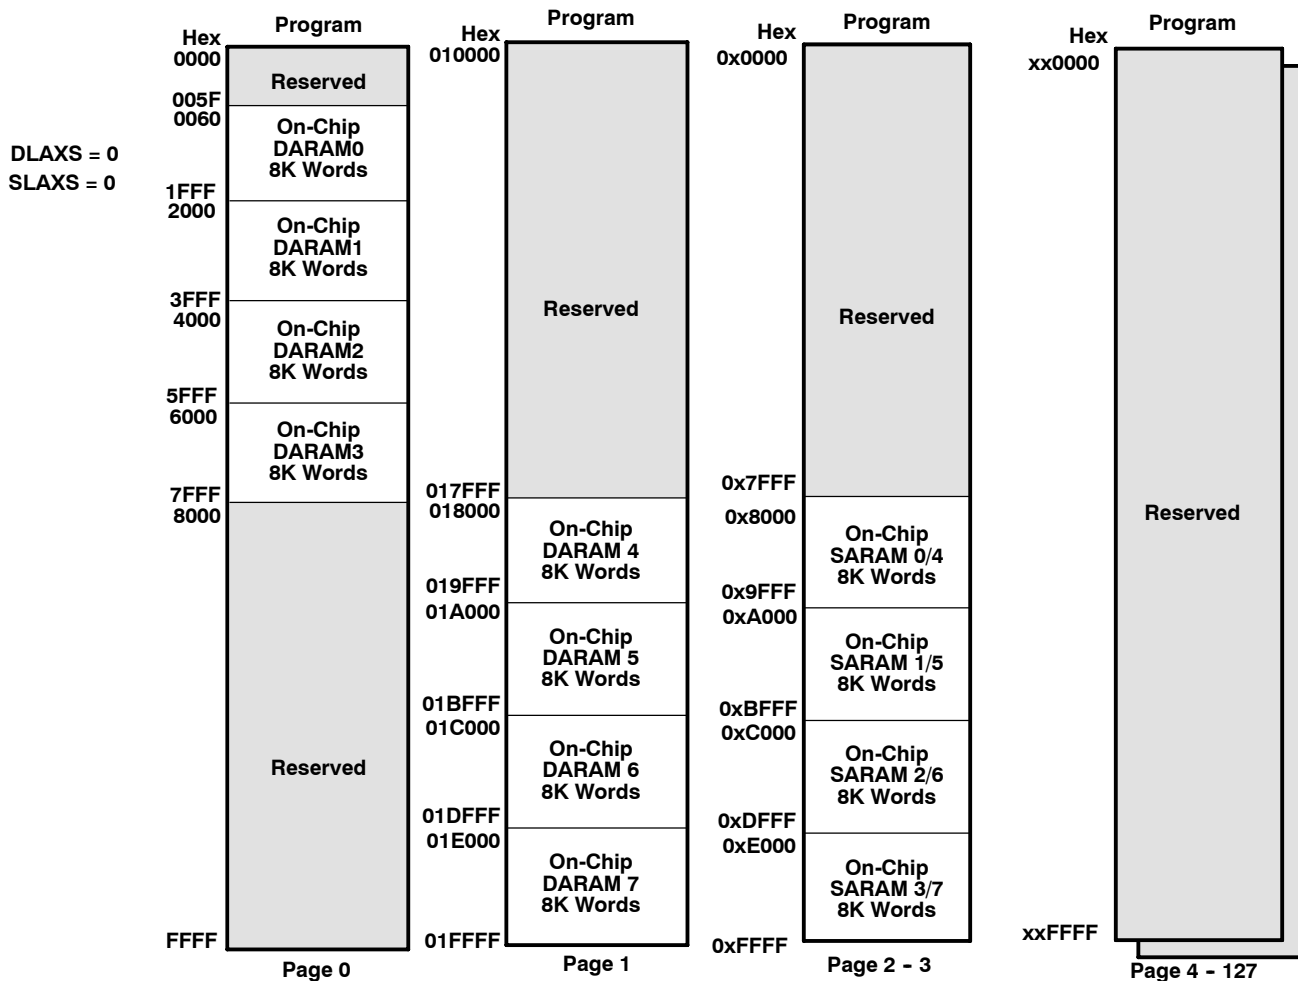 DLAXS = 0
SLAXS = 0
Program
Hex
0000
Reserved
005F
0060
On-Chip
DARAM0
8K Words
1FFF
2000
On-Chip
DARAM1
8K Words
3FFF
4000
On-Chip
DARAM2
8K Words
5FFF
6000
On-Chip
DARAM3
8K Words
7FFF
8000
Reserved
FFFF
Page 0
Program
Hex
010000
Reserved
017FFF
018000
On-Chip
DARAM 4
8K Words
019FFF
01A000
On-Chip
DARAM 5
8K Words
01BFFF
01C000
On-Chip
DARAM 6
8K Words
01DFFF
01E000
On-Chip
DARAM 7
8K Words
01FFFF
Page 1
Program
Hex
0x0000
Reserved
0x7FFF
0x8000
On-Chip
SARAM 0/4
8K Words
0x9FFF
0xA000
On-Chip
SARAM 1/5
8K Words
0xBFFF
0xC000
On-Chip
SARAM 2/6
8K Words
0xDFFF
0xE000
On-Chip
SARAM 3/7
8K Words
0xFFFF
Page 2 - 3
Program
Hex
xx0000
Reserved
xxFFFF
Page 4 - 127